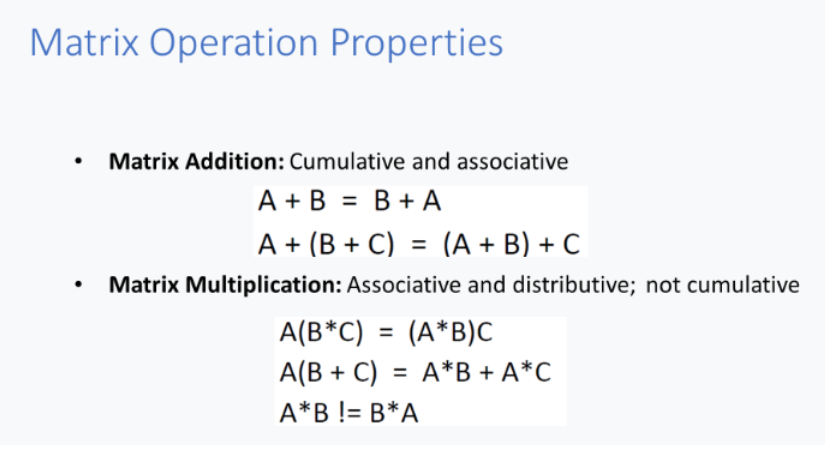 Matrix Operation Properties
• Matrix Addition: Cumulative and associative
A + B = B + A
A + (B + C) = (A + B) + C
• Matrix Multiplication: Associative and distributive; not cumulative
A(B*C) = (A*B)C
A(B + C) = A*B + A*C
A*B != B*A